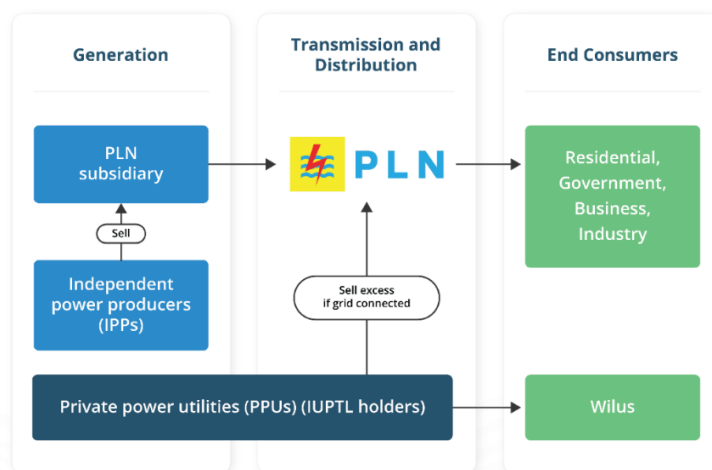 Generation
Transmission and
Distribution
End Consumers
PLN
subsidiary
PLN
Residential,
Government,
Business,
Industry
Sell
Independent
power producers
(IPPs)
Sell excess
if grid connected
Private power utilities (PPUs) (IUPTL holders)
Wilus